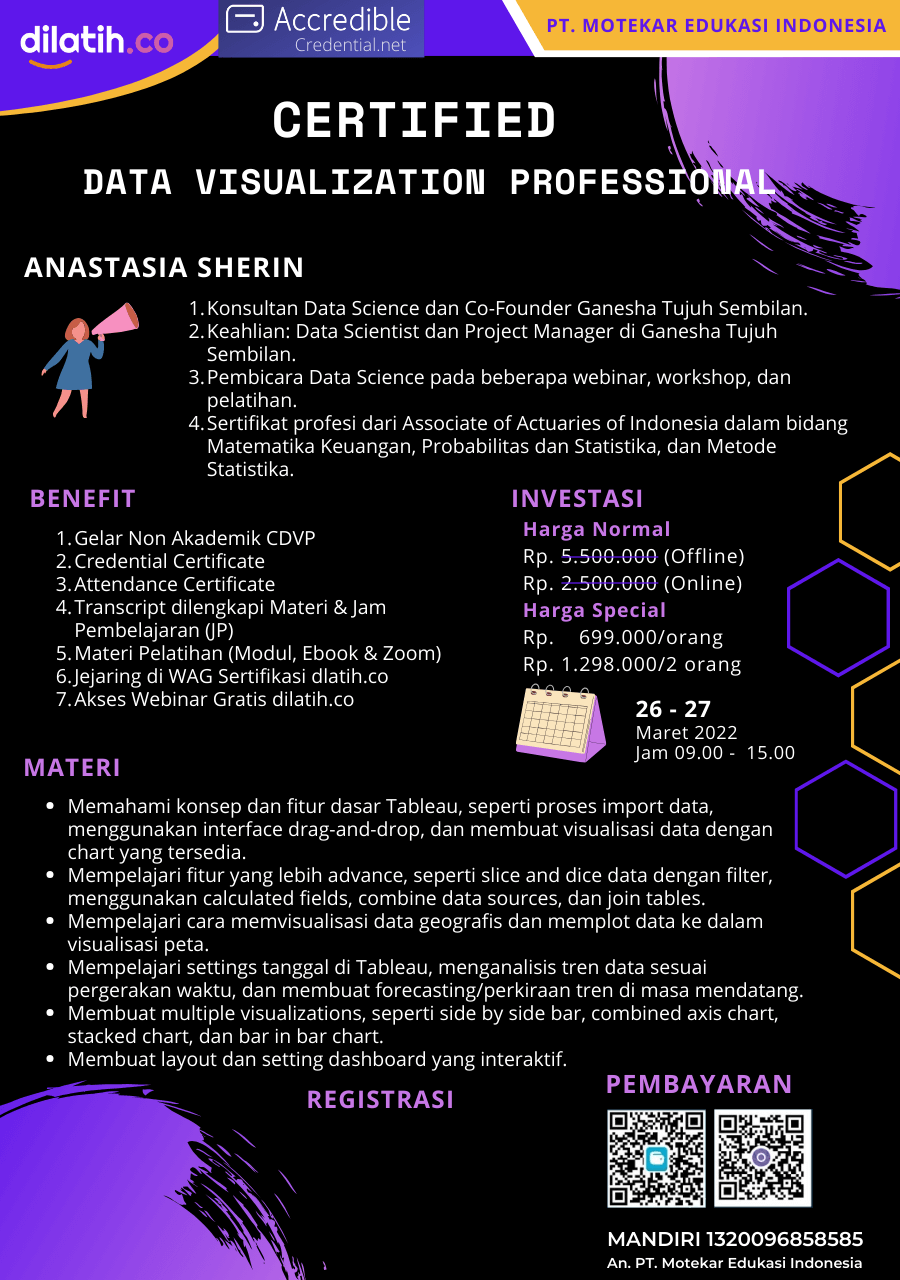 dilatih.co
Accredible
Credential.net
PT. MOTEKAR EDUKASI INDONESIA
CERTIFIED
DATA VISUALIZATION PROFESSIONAL
ANASTASIA SHERIN
1. Konsultan Data Science dan Co-Founder Ganesha Tujuh Sembilan.
2. Keahlian: Data Scientist dan Project Manager di Ganesha Tujuh
Sembilan.
3. Pembicara Data Science pada beberapa webinar, workshop, dan
pelatihan.
4. Sertifikat profesi dari Associate of Actuaries of Indonesia dalam bidang
Matematika Keuangan, Probabilitas dan Statistika, dan Metode
Statistika.
BENEFIT
1. Gelar Non Akademik CDVP
2. Credential Certificate
3. Attendance Certificate
4. Transcript dilengkapi Materi & Jam
Pembelajaran (JP)
5. Materi Pelatihan (Modul, Ebook & Zoom)
6. Jejaring di WAG Sertifikasi dlatih.co
7. Akses Webinar Gratis dilatih.co
INVESTASI
Harga Normal
Rp. 5.500.000 (Offline)
Rp. 2.500.000 (Online)
Harga Special
Rp. 699.000/orang
Rp. 1.298.000/2 orang
26 - 27
Maret 2022
Jam 09.00 - 15.00
MATERI
• Memahami konsep dan fitur dasar Tableau, seperti proses import data,
menggunakan interface drag-and-drop, dan membuat visualisasi data dengan
chart yang tersedia.
• Mempelajari fitur yang lebih advance, seperti slice and dice data dengan filter,
menggunakan calculated fields, combine data sources, dan join tables.
• Mempelajari cara memvisualisasi data geografis dan memplot data ke dalam
visualisasi peta.
• Mempelajari settings tanggal di Tableau, menganalisis tren data sesuai
pergerakan waktu, dan membuat forecasting/perkiraan tren di masa mendatang.
• Membuat multiple visualizations, seperti side by side bar, combined axis chart,
stacked chart, dan bar in bar chart.
• Membuat layout dan setting dashboard yang interaktif.
REGISTRASI
PEMBAYARAN
MANDIRI 1320096858585
An. PT. Motekar Edukasi Indonesia